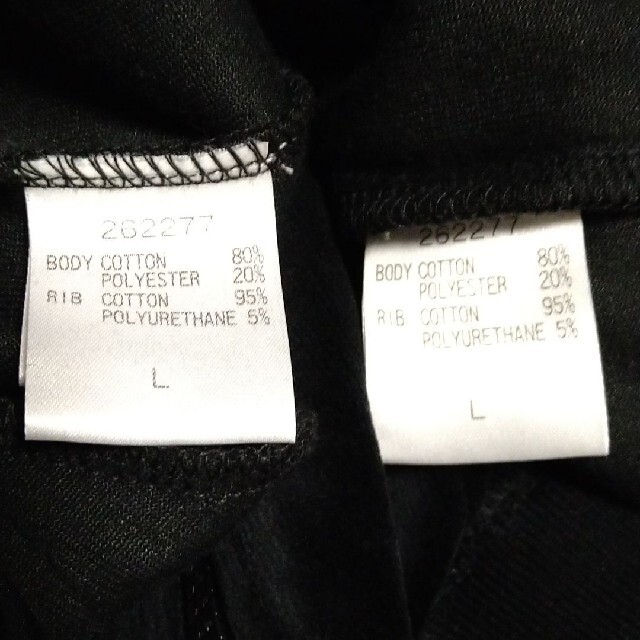 262277
BODY COTTON 80%
POLYESTER 20%
RIB COTTON 95%
POLYURETHANE 5%
L
262277
BODY COTTON 80%
POLYESTER 20%
RIB COTTON 95%
POLYURETHANE 5%
L